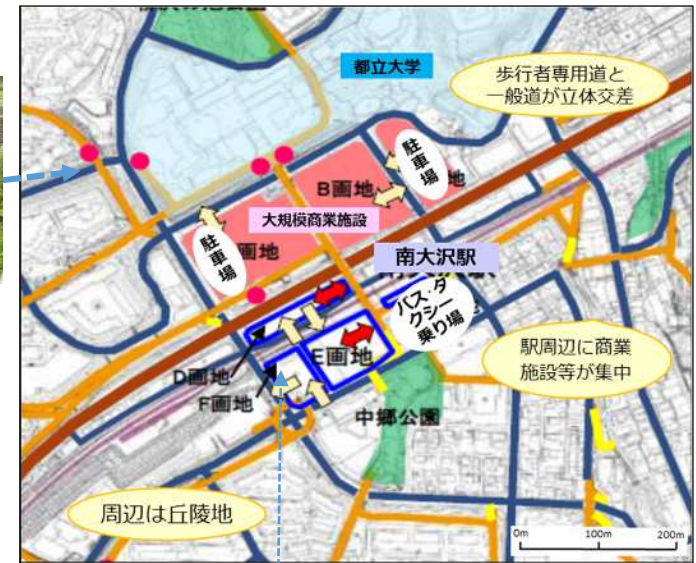 都立大学
歩行者専用道と
一般道が立体交差
駐車場
B画地
地
大規模商業施設
駐車場
画地
南大沢駅
バス・タ
クシー
乗り場
D画地
E画地
F画地
駅周辺に商業
施設等が集中
中郷公園
周辺は丘陵地
0m
100m
200m